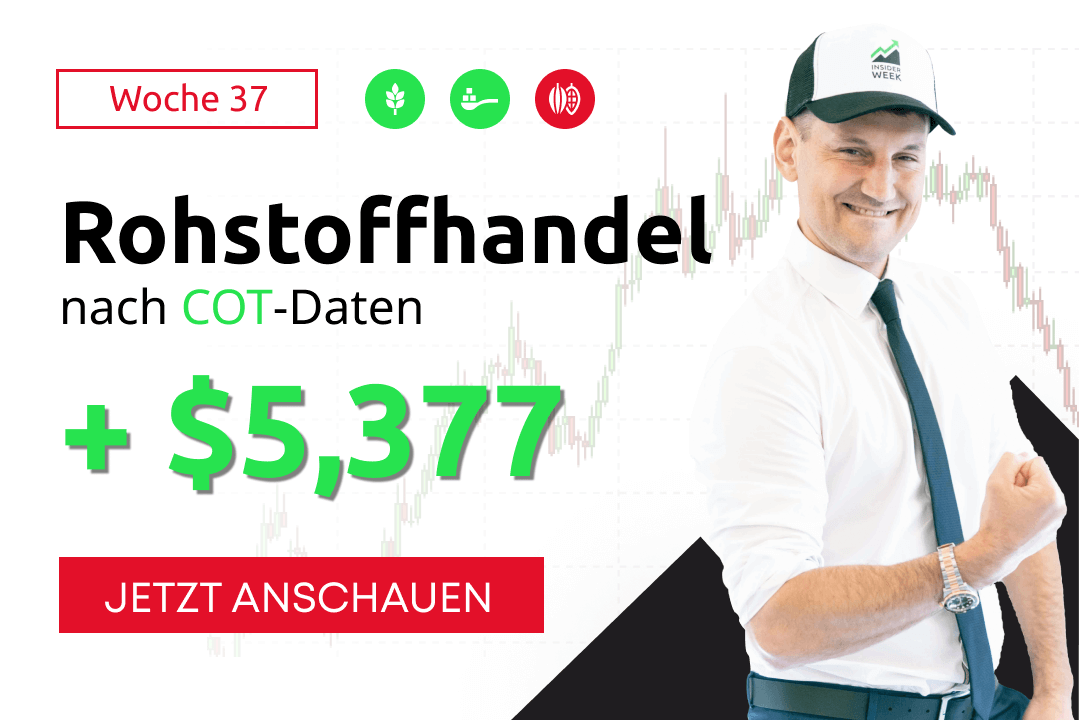 Woche 37
INSIDER
WEEK
Rohstoffhandel
nach COT-Daten
+ $5,377
JETZT ANSCHAUEN